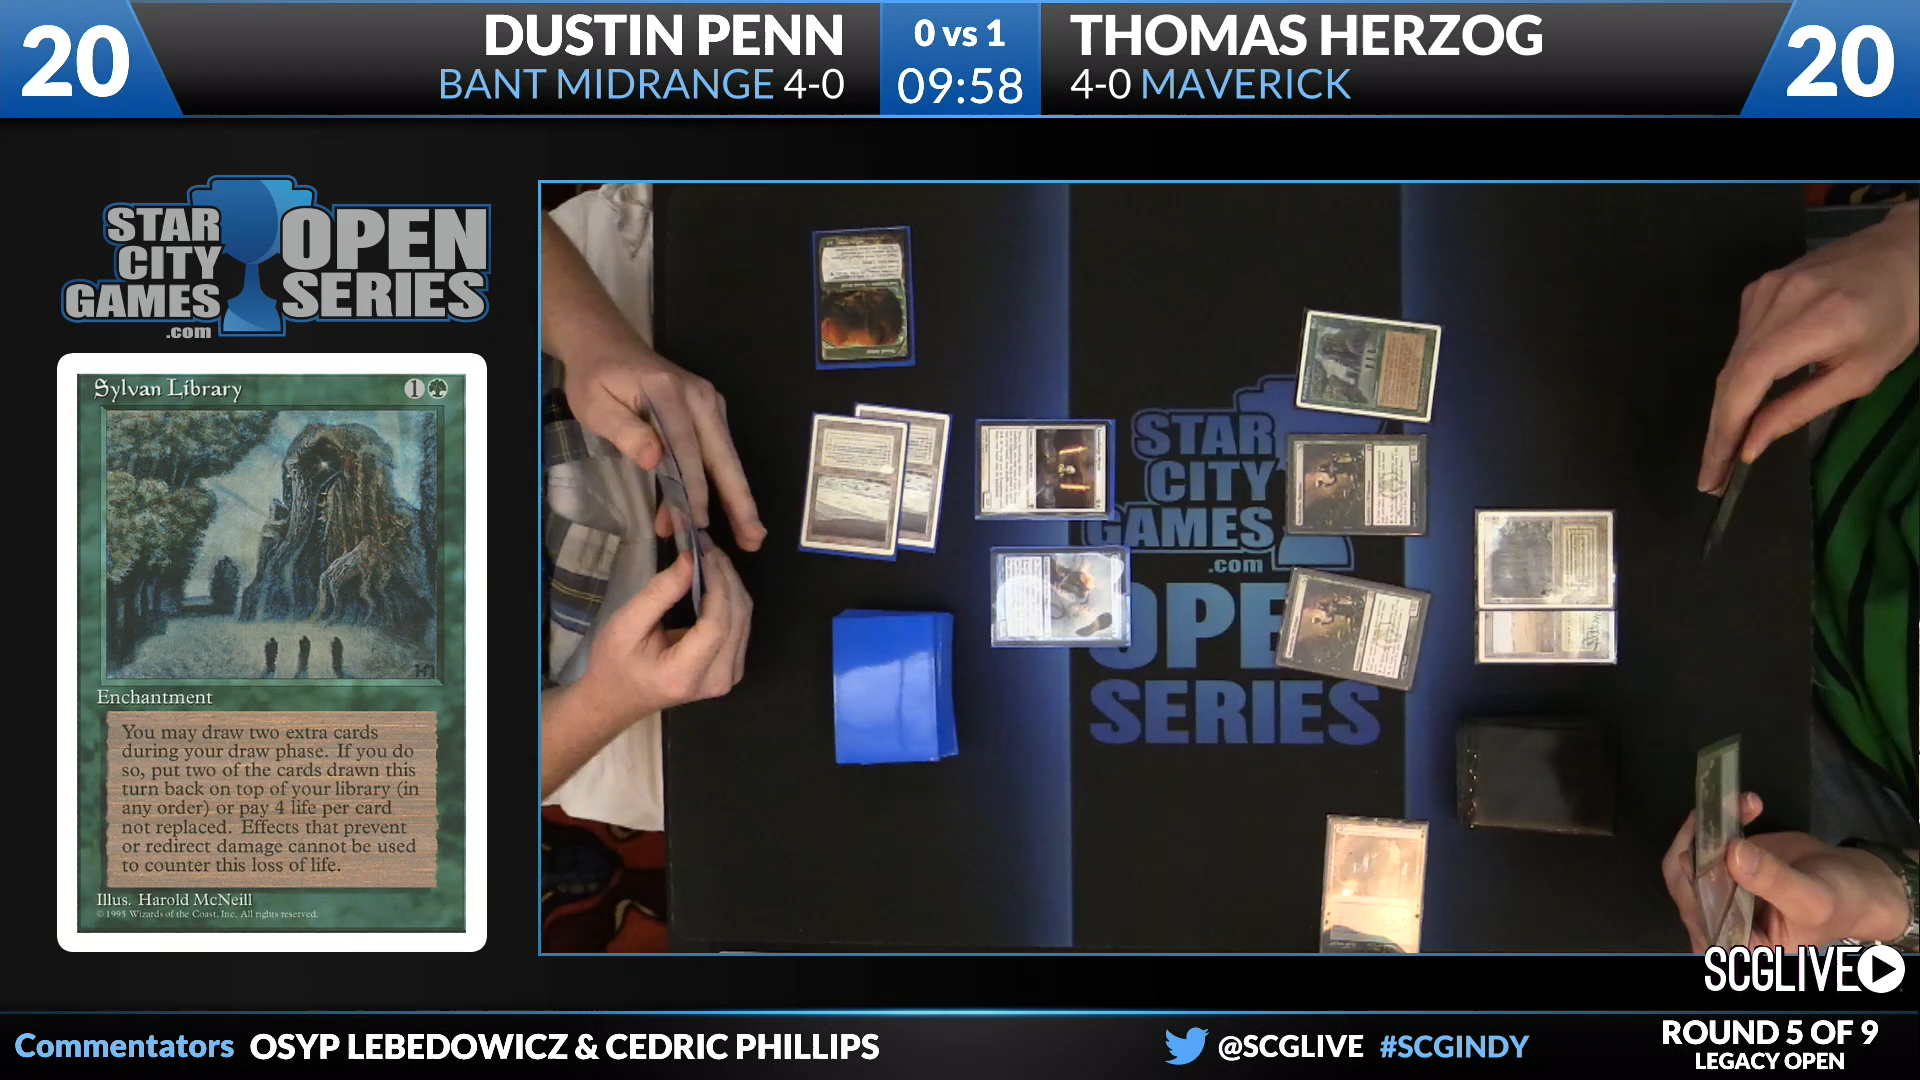 20
DUSTIN PENN
BANT MIDRANGE 4-0
0 vs 1
09:58
THOMAS HERZOG
4-0 MAVERICK
20
STAR CITY GAMES .com OPEN SERIES
Sylvan Library 1
Enchantment
You may draw two extra cards
during your draw phase. If you do
so, put two of the cards drawn this
turn back on top of your library (in
any order) or pay 4 life per card
not replaced. Effects that prevent
or redirect damage cannot be used
to counter this loss of life.
Illus. Harold McNeill
© 1995 Wizards of the Coast, Inc. All rights reserved.
STAR
CITY
GAMES
.com
OPEN
SERIES
SCGLIVE
Commentators OSYP LEBEDOWICZ & CEDRIC PHILLIPS
@SCGLIVE #SCGINDY
ROUND 5 OF 9
LEGACY OPEN